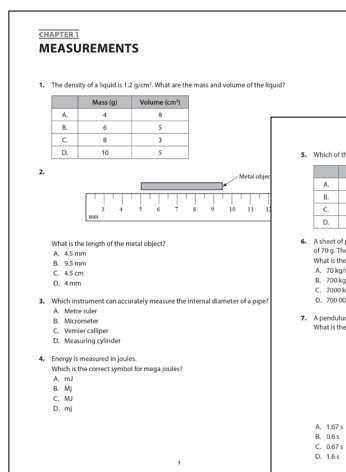 CHAPTER 1
MEASUREMENTS
1. The density of a liquid is 1.2 g/cm³. What are the mass and volume of the liquid?
Mass (g) Volume (cm³)
A. 4 8
B. 6 5
C. 8 3
D. 10 5
2.
Metal objec
3 4 5 6 7 8 9 10 11
mm
What is the length of the metal object?
A. 4.5 mm
B. 9.5 mm
C. 4.5 cm
D. 4 mm
3. Which instrument can accurately measure the internal diameter of a pipe?
A. Metre ruler
B. Micrometer
C. Vernier calliper
D. Measuring cylinder
4. Energy is measured in joules.
Which is the correct symbol for mega joules?
A. mJ
B. Mj
C. MJ
D. mj
1
5. Which of th
A.
B.
C.
D.
6. A sheet of
of 70 g. The
What is the
A. 70 kg/
B. 700 kg
C. 7000 k
D. 700 00
7. A pendulu
What is the
A. 1.67 s
B. 0.6 s
C. 0.67 s
D. 1.6 s